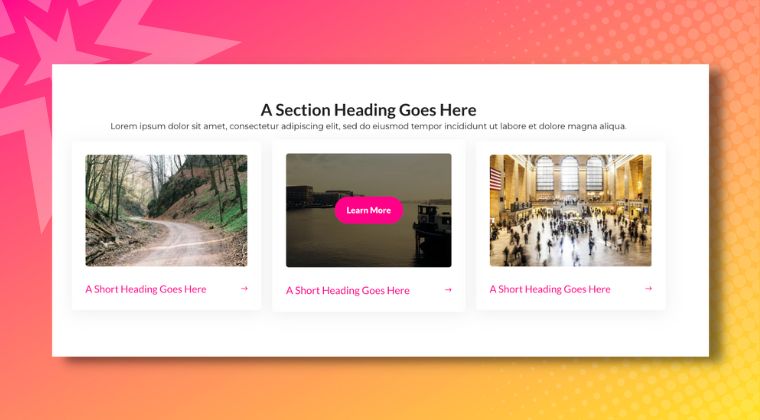 A Section Heading Goes Here
Lorem ipsum dolor sit amet, consectetur adipiscing elit, sed do eiusmod tempor incididunt ut labore et dolore magna aliqua.
Learn More
A Short Heading Goes Here →
A Short Heading Goes Here →
A Short Heading Goes Here →